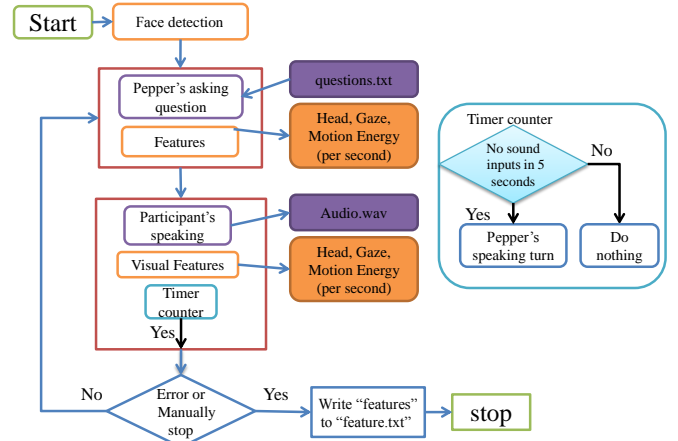 Start
Face detection
Pepper's asking
question
questions.txt
Features
Head, Gaze,
Motion Energy
(per second)
Participant's
speaking
Audio.wav
Visual Features
Head, Gaze,
Motion Energy
(per second)
Timer
counter
Yes
No
Error or
Manually
stop
Yes
Write "features"
to "feature.txt"
stop
Timer counter
No sound
inputs in 5
seconds
No
Yes
Pepper's
speaking turn
Do
nothing